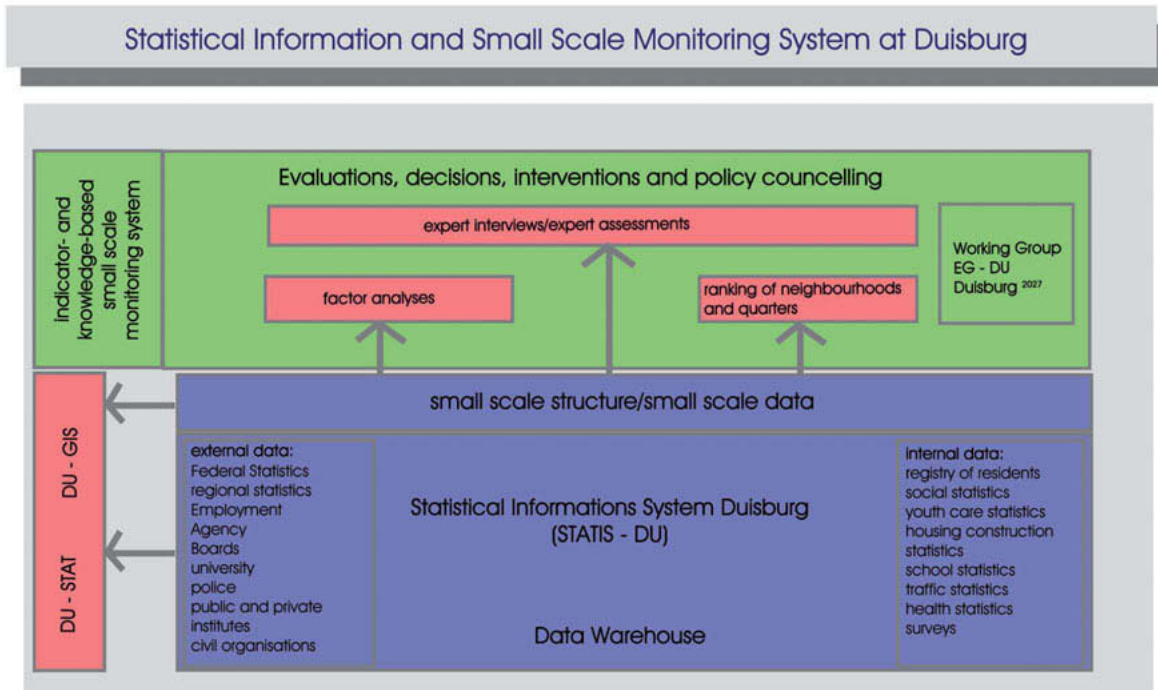 Statistical Information and Small Scale Monitoring System at Duisburg
indicator- and
knowledge-based
small scale
monitoring system
Evaluations, decisions, interventions and policy councelling
expert interviews/expert assessments
factor analyses
ranking of neighbourhoods
and quarters
Working Group
EG - DU
Duisburg 2027
DU - GIS
DU - STAT
small scale structure/small scale data
external data:
Federal Statistics
regional statistics
Employment
Agency
Boards
university
police
public and private
institutes
civil organisations
Statistical Informations System Duisburg
(STATIS - DU)
Data Warehouse
internal data:
registry of residents
social statistics
youth care statistics
housing construction
statistics
school statistics
traffic statistics
health statistics
surveys